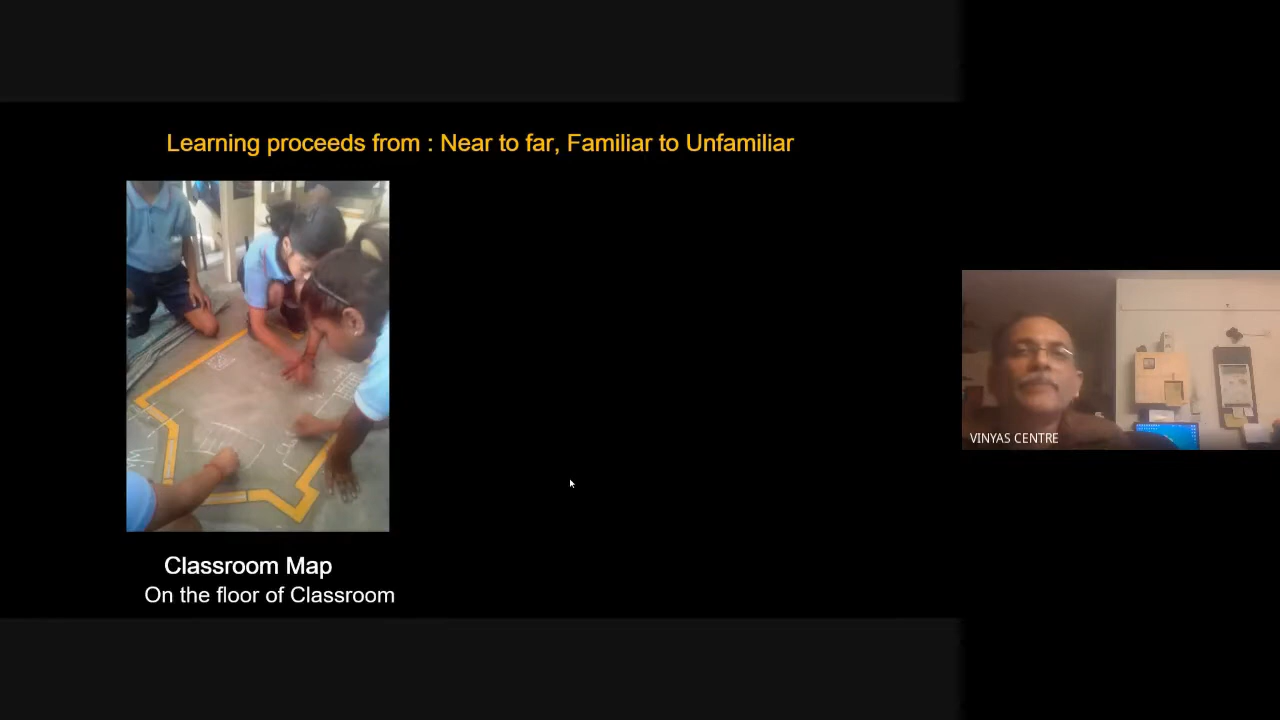 Learning proceeds from : Near to far, Familiar to Unfamiliar
Classroom Map
On the floor of Classroom
VINYAS CENTRE